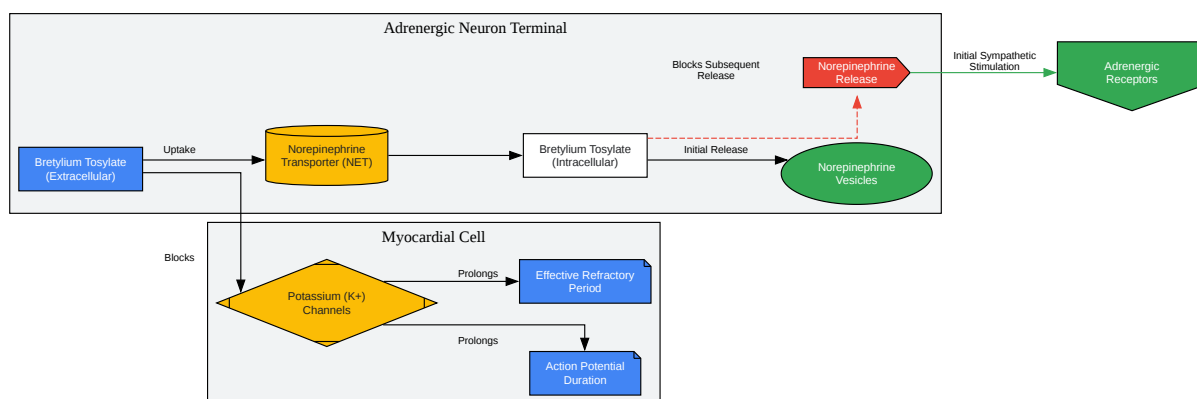 Adrenergic Neuron Terminal
Blocks Subsequent
Release
Norepinephrine
Release
Initial Sympathetic
Stimulation
Adrenergic
Receptors
Bretylium Tosylate
(Extracellular)
Uptake
Norepinephrine
Transporter (NET)
Bretylium Tosylate
(Intracellular)
Initial Release
Norepinephrine
Vesicles
Myocardial Cell
Blocks
Potassium (K+)
Channels
Prolongs
Effective Refractory
Period
Prolongs
Action Potential
Duration